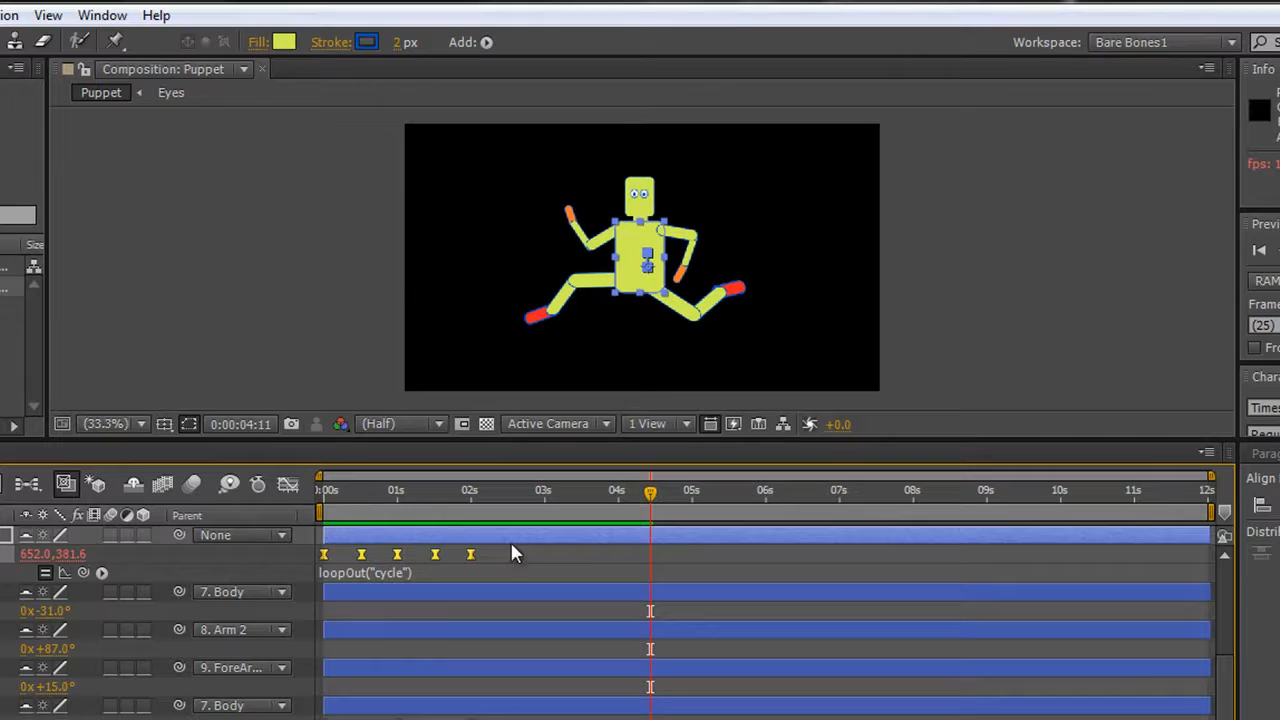 ion View Window Help
Fill: Stroke: 2 px Add: Workspace: Bare Bones1
Composition: Puppet Info
Puppet Eyes
fps: 1
Size
RAM
Frame
(25)
Fro
Chara
Times
(33.3%) 0:00:04:11 (Half) Active Camera 1 View +0.0
Regu
Parag
Align
:00s 01s 02s 03s 04s 05s 06s 07s 08s 09s 10s 11s 12s
Parent
Distri
None
652.0,381.6
loopOut("cycle")
7. Body
0x-31.0°
8. Arm 2
0x+87.0°
9. ForeAr...
0x+15.0°
7. Body